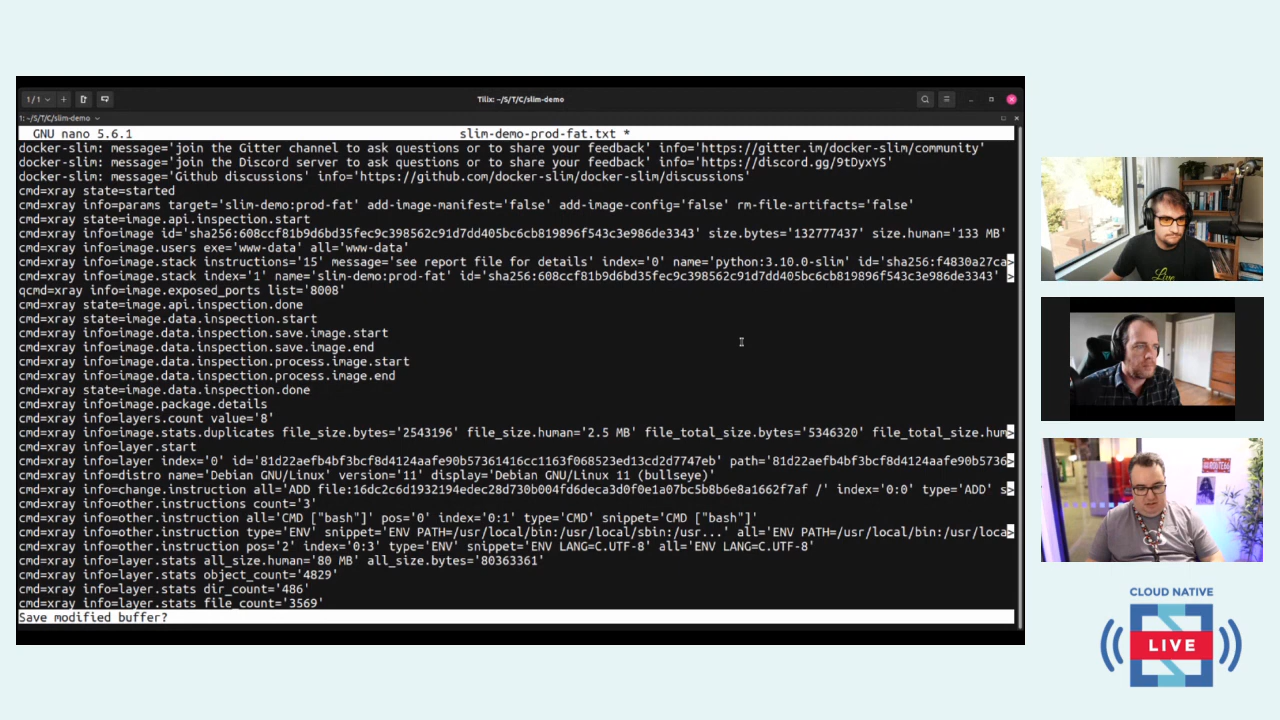 1/1
Tilix: ~/S/T/C/slim-demo
1: ~/S/T/C/slim-demo
GNU nano 5.6.1 slim-demo-prod-fat.txt *
docker-slim: message='join the Gitter channel to ask questions or to share your feedback' info='https://gitter.im/docker-slim/community'
docker-slim: message='join the Discord server to ask questions or to share your feedback' info='https://discord.gg/9tDyxYS'
docker-slim: message='Github discussions' info='https://github.com/docker-slim/docker-slim/discussions'
cmd=xray state=started
cmd=xray info=params target='slim-demo:prod-fat' add-image-manifest='false' add-image-config='false' rm-file-artifacts='false'
cmd=xray state=image.api.inspection.start
cmd=xray info=image id='sha256:608ccf81b9d6bd35fec9c398562c91d7dd405bc6cb819896f543c3e986de3343' size.bytes='132777437' size.human='133 MB'
cmd=xray info=image.users exe='www-data' all='www-data'
cmd=xray info=image.stack instructions='15' message='see report file for details' index='0' name='python:3.10.0-slim' id='sha256:f4830a27ca>
cmd=xray info=image.stack index='1' name='slim-demo:prod-fat' id='sha256:608ccf81b9d6bd35fec9c398562c91d7dd405bc6cb819896f543c3e986de3343' >
qcmd=xray info=image.exposed_ports list='8008'
cmd=xray state=image.api.inspection.done
cmd=xray state=image.data.inspection.start
cmd=xray info=image.data.inspection.save.image.start
cmd=xray info=image.data.inspection.save.image.end
cmd=xray info=image.data.inspection.process.image.start
cmd=xray info=image.data.inspection.process.image.end
cmd=xray state=image.data.inspection.done
cmd=xray info=image.package.details
cmd=xray info=layers.count value='8'
cmd=xray info=image.stats.duplicates file_size.bytes='2543196' file_size.human='2.5 MB' file_total_size.bytes='5346320' file_total_size.hum>
cmd=xray info=layer.start
cmd=xray info=layer index='0' id='81d22aefb4bf3bcf8d4124aafe90b573614b7ecc1163f068523ed13cd2d7747eb' path='81d22aefb4bf3bcf8d4124aafe90b5736>
cmd=xray info=distro name='Debian GNU/Linux' version='11' display='Debian GNU/Linux 11 (bullseye)'
cmd=xray info=change.instruction all='ADD file:16dc2c6d1932194edec28d730b004fd6deca3d0f0e1a07bc5b8b6e8a1662f7af /' index='0:0' type='ADD' s>
cmd=xray info=other.instructions count='3'
cmd=xray info=other.instruction all='CMD ["bash"]' pos='0' index='0:1' type='CMD' snippet='CMD ["bash"]'
cmd=xray info=other.instruction type='ENV' snippet='ENV PATH=/usr/local/bin:/usr/local/sbin:/usr...' all='ENV PATH=/usr/local/bin:/usr/loca>
cmd=xray info=other.instruction pos='2' index='0:3' type='ENV' snippet='ENV LANG=C.UTF-8' all='ENV LANG=C.UTF-8'
cmd=xray info=layer.stats all_size.human='80 MB' all_size.bytes='80363361'
cmd=xray info=layer.stats object_count='4829'
cmd=xray info=layer.stats dir_count='486'
cmd=xray info=layer.stats file_count='3569'
Save modified buffer?
CLOUD NATIVE
LIVE